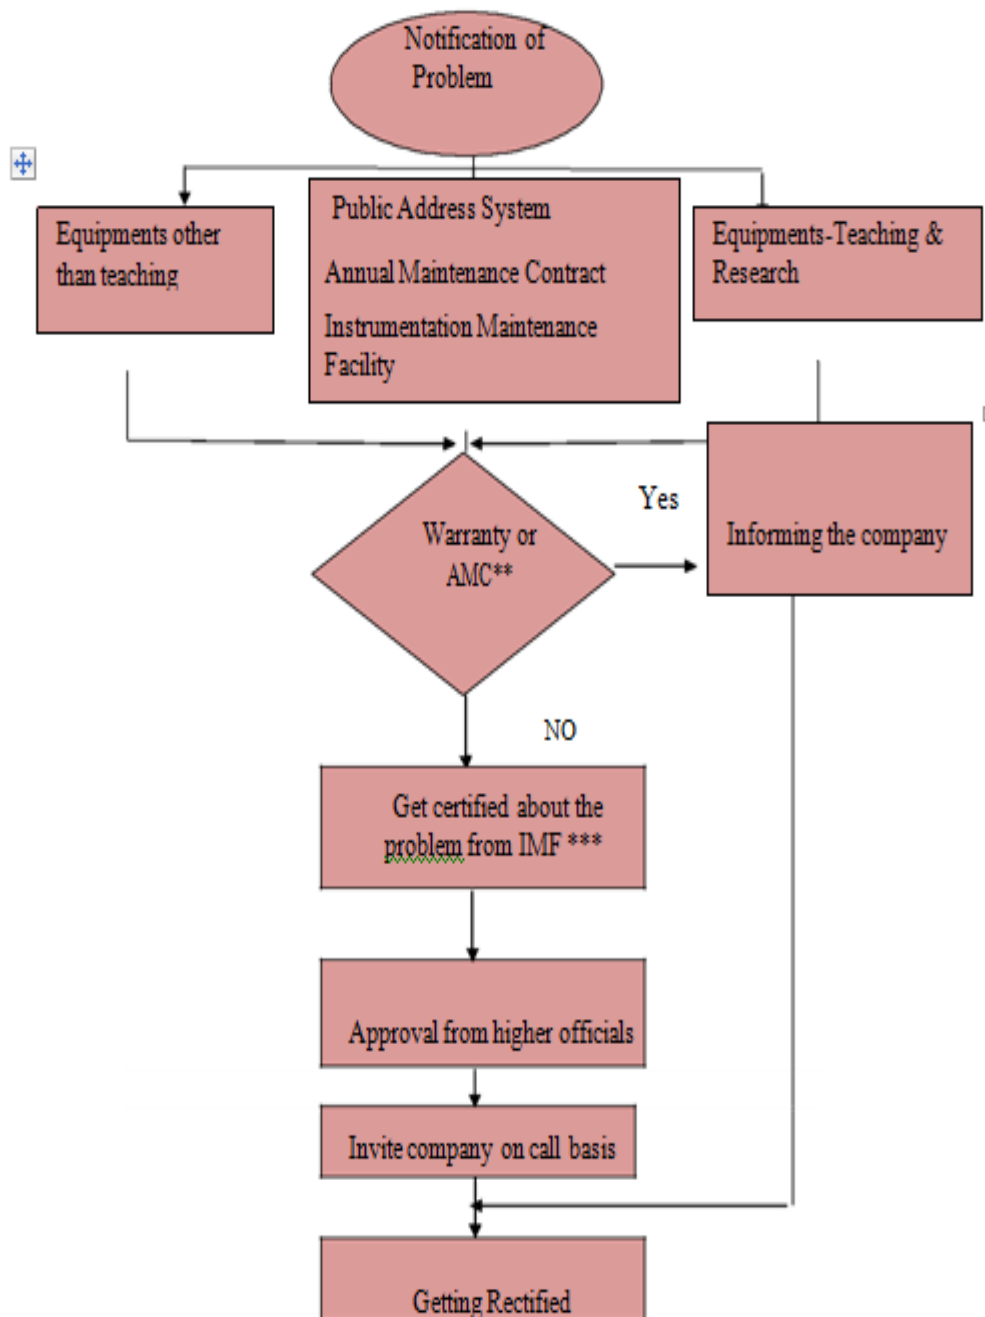 Notification of
Problem
Equipments other
than teaching
Public Address System
Annual Maintenance Contract
Instrumentation Maintenance
Facility
Equipments-Teaching &
Research
Warranty or
AMC**
Yes
Informing the company
NO
Get certified about the
problem from IMF ***
Approval from higher officials
Invite company on call basis
Getting Rectified